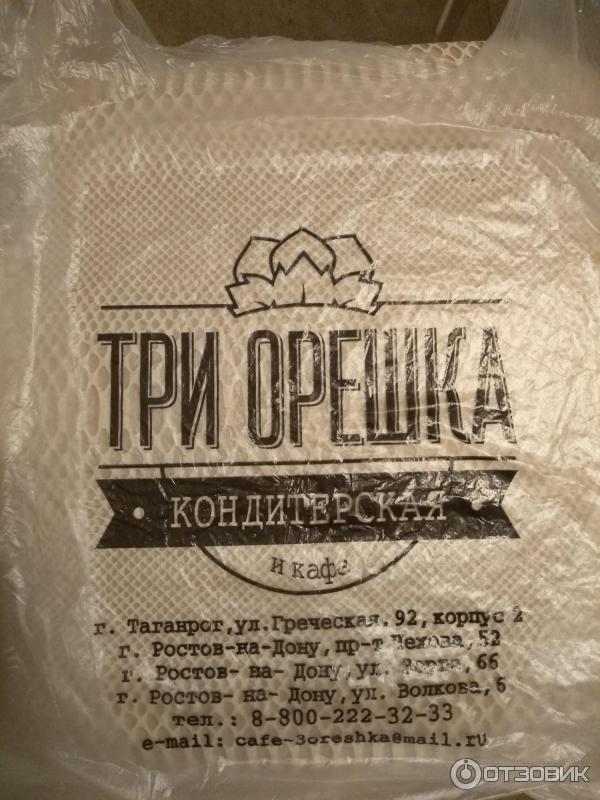 ТРИ ОРЕШКА
• КОНДИТЕРСКАЯ •
и кафе
г. Таганрог,ул.Греческая.92,корпус 2
г. Ростов-на-Дону,пр-т Чехова,52
г. Ростов- на- Дону,ул. 66
г. Ростов- на- Дону,ул. Волкова,6
тел.: 8-800-222-32-33
e-mail: cafe-3oreshka@mail.ru
ОТЗОВИК